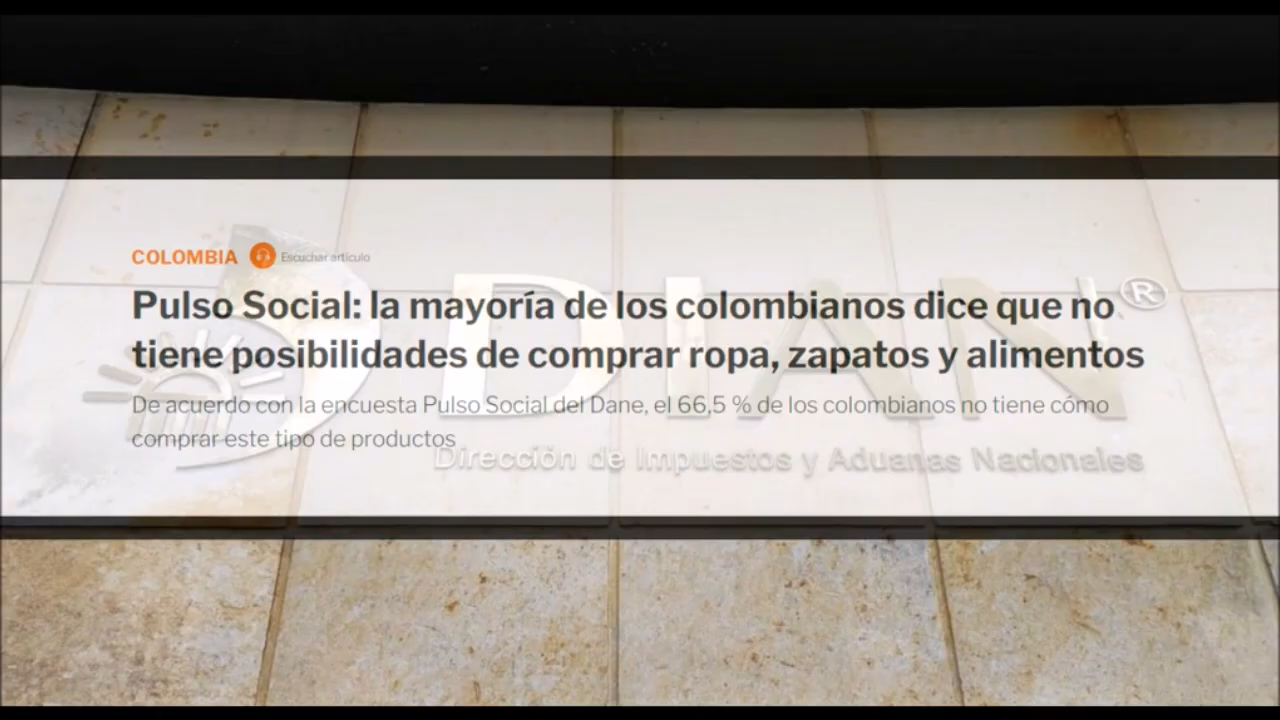 COLOMBIA Escuchar artículo
Pulso Social: la mayoría de los colombianos dice que no
tiene posibilidades de comprar ropa, zapatos y alimentos
De acuerdo con la encuesta Pulso Social del Dane, el 66,5 % de los colombianos no tiene cómo
comprar este tipo de productos
DIAN®
Dirección de Impuestos y Aduanas Nacionales